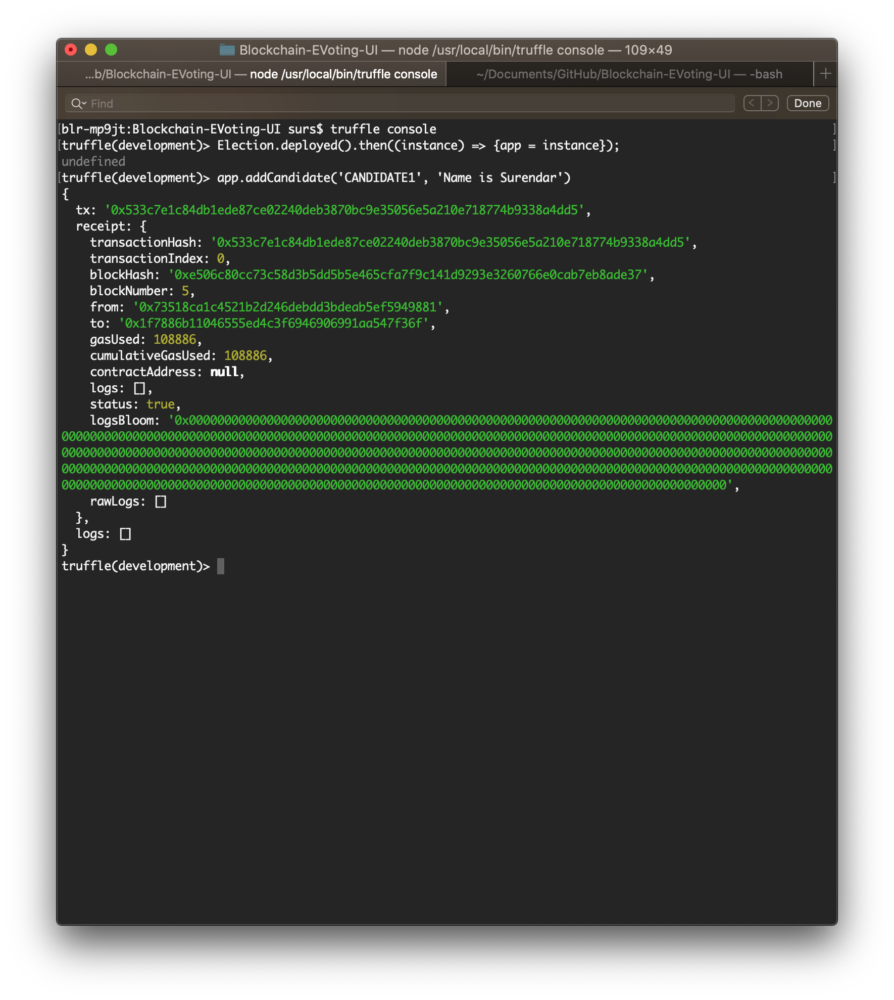 Blockchain-EVoting-UI — node /usr/local/bin/truffle console — 109×49
...b/Blockchain-EVoting-UI — node /usr/local/bin/truffle console
~/Documents/GitHub/Blockchain-EVoting-UI — -bash
Find
Done
blr-mp9jt:Blockchain-EVoting-UI surs$ truffle console
truffle(development)> Election.deployed().then((instance) => {app = instance});
undefined
truffle(development)> app.addCandidate('CANDIDATE1', 'Name is Surendar')
{
  tx: '0x533c7e1c84db1ede87ce02240deb3870bc9e35056e5a210e718774b9338a4dd5',
  receipt: {
    transactionHash: '0x533c7e1c84db1ede87ce02240deb3870bc9e35056e5a210e718774b9338a4dd5',
    transactionIndex: 0,
    blockHash: '0xe506c80cc73c58d3b5dd5b5e465cfa7f9c141d9293e3260766e0cab7eb8ade37',
    blockNumber: 5,
    from: '0x73518ca1c4521b2d246debdd3bdeab5ef5949881',
    to: '0x1f7886b11046555ed4c3f6946906991aa547f36f',
    gasUsed: 108886,
    cumulativeGasUsed: 108886,
    contractAddress: null,
    logs: [],
    status: true,
    logsBloom: '0x0000000000000000000000000000000000000000000000000000000000000000000000000000000000000000000
0000000000000000000000000000000000000000000000000000000000000000000000000000000000000000000000000000000000000
0000000000000000000000000000000000000000000000000000000000000000000000000000000000000000000000000000000000000
0000000000000000000000000000000000000000000000000000000000000000000000000000000000000000000000000000000000000
0000000000000000000000000000000000000000000000000000000000000000000000000000000000000000000000',
    rawLogs: []
  },
  logs: []
}
truffle(development)>